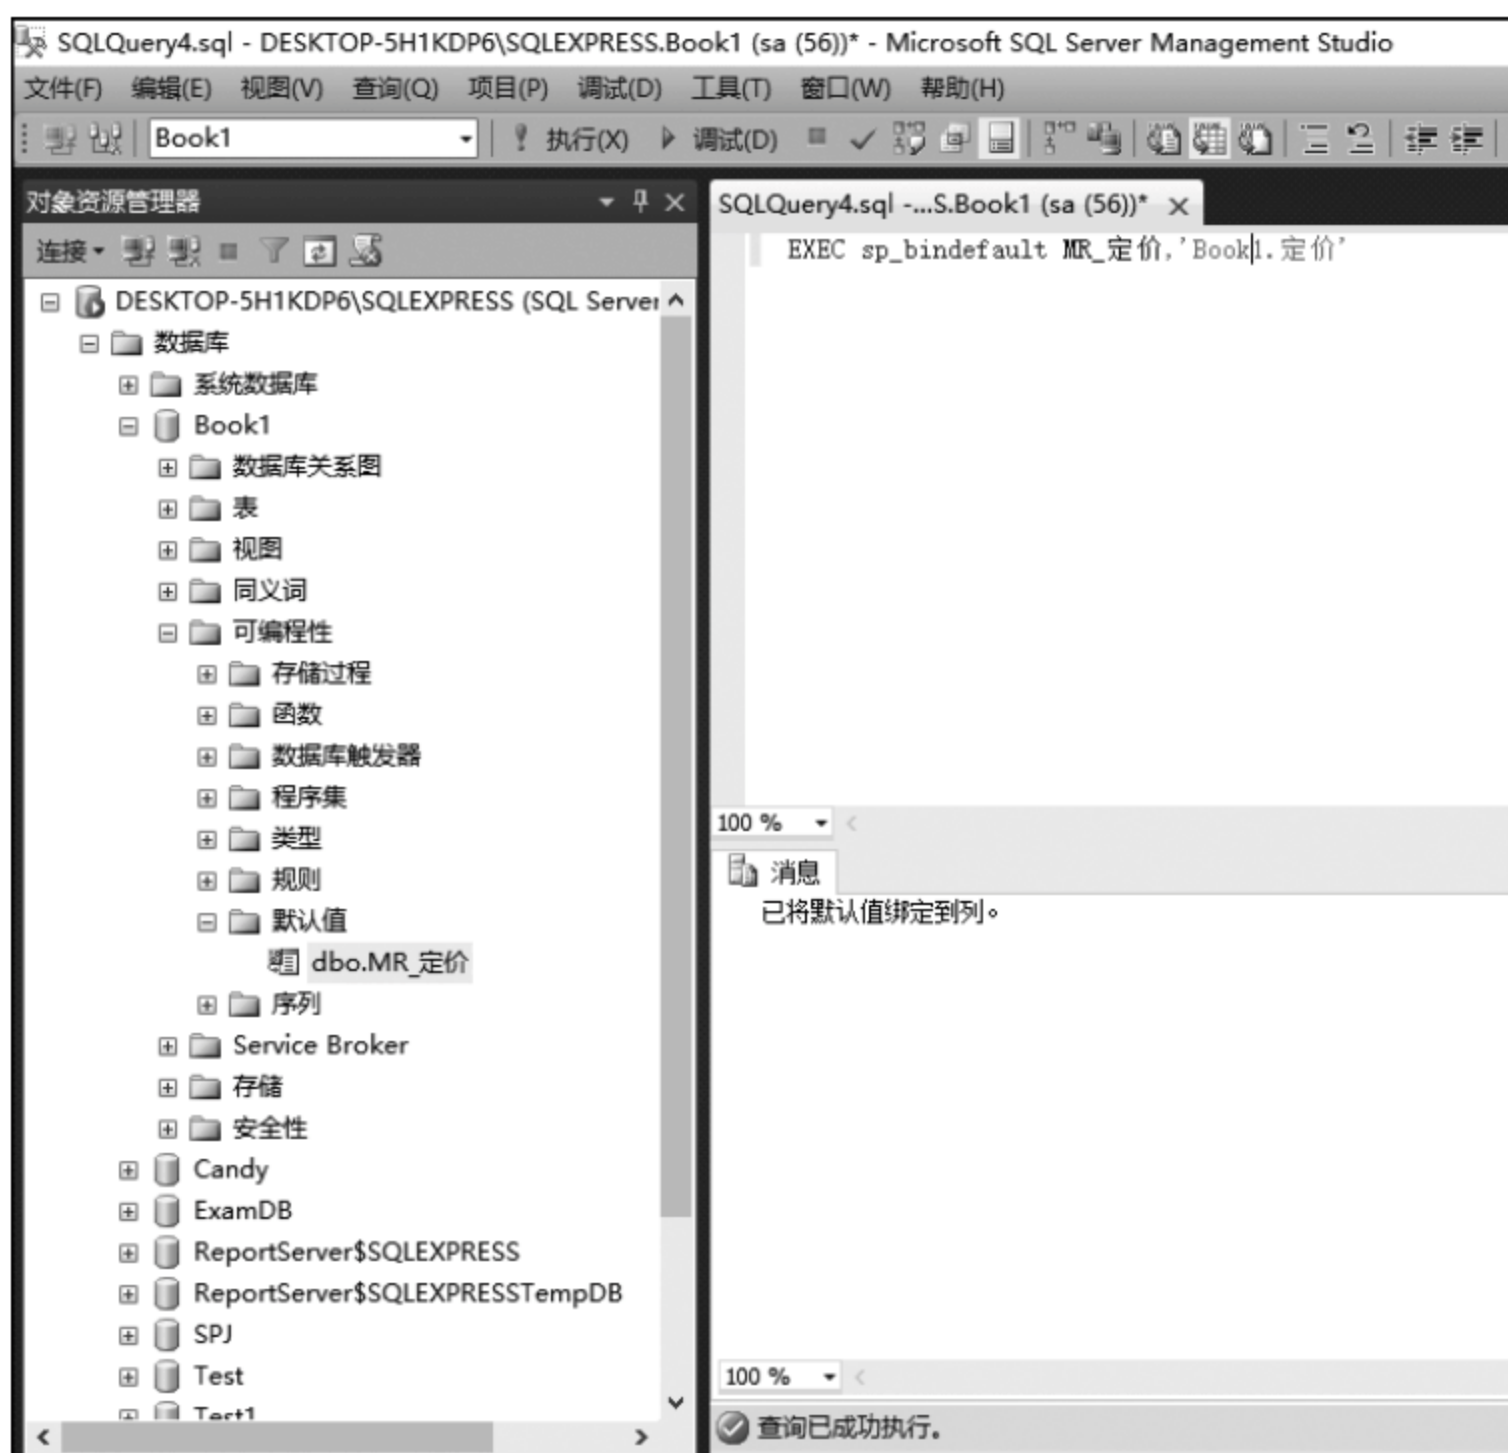 SQLQuery4.sql - DESKTOP-5H1KDP6\SQLEXPRESS.Book1 (sa (56))* - Microsoft SQL Server Management Studio
文件(F) 编辑(E) 视图(V) 查询(Q) 项目(P) 调试(D) 工具(T) 窗口(W) 帮助(H)
Book1 执行(X) 调试(D)
对象资源管理器
连接
DESKTOP-5H1KDP6\SQLEXPRESS (SQL Server
数据库
系统数据库
Book1
数据库关系图
表
视图
同义词
可编程性
存储过程
函数
数据库触发器
程序集
类型
规则
默认值
dbo.MR_定价
序列
Service Broker
存储
安全性
Candy
ExamDB
ReportServer$SQLEXPRESS
ReportServer$SQLEXPRESSTempDB
SPJ
Test
Test1
SQLQuery4.sql -...S.Book1 (sa (56))*
EXEC sp_bindefault MR_定价,'Book1.定价'
100 %
消息
已将默认值绑定到列。
100 %
查询已成功执行。